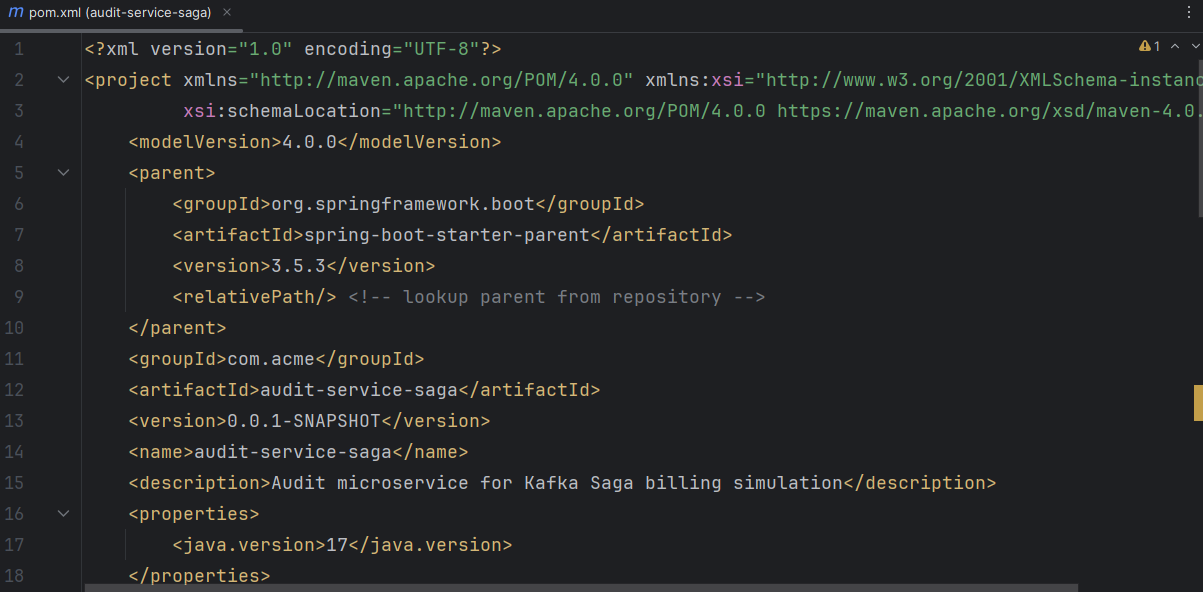 m pom.xml (audit-service-saga) ×
1
1 <?xml version="1.0" encoding="UTF-8"?>
2 <project xmlns="http://maven.apache.org/POM/4.0.0" xmlns:xsi="http://www.w3.org/2001/XMLSchema-instanc
3 xsi:schemaLocation="http://maven.apache.org/POM/4.0.0 https://maven.apache.org/xsd/maven-4.0.
4 <modelVersion>4.0.0</modelVersion>
5 <parent>
6 <groupId>org.springframework.boot</groupId>
7 <artifactId>spring-boot-starter-parent</artifactId>
8 <version>3.5.3</version>
9 <relativePath/> <!-- lookup parent from repository -->
10 </parent>
11 <groupId>com.acme</groupId>
12 <artifactId>audit-service-saga</artifactId>
13 <version>0.0.1-SNAPSHOT</version>
14 <name>audit-service-saga</name>
15 <description>Audit microservice for Kafka Saga billing simulation</description>
16 <properties>
17 <java.version>17</java.version>
18 </properties>